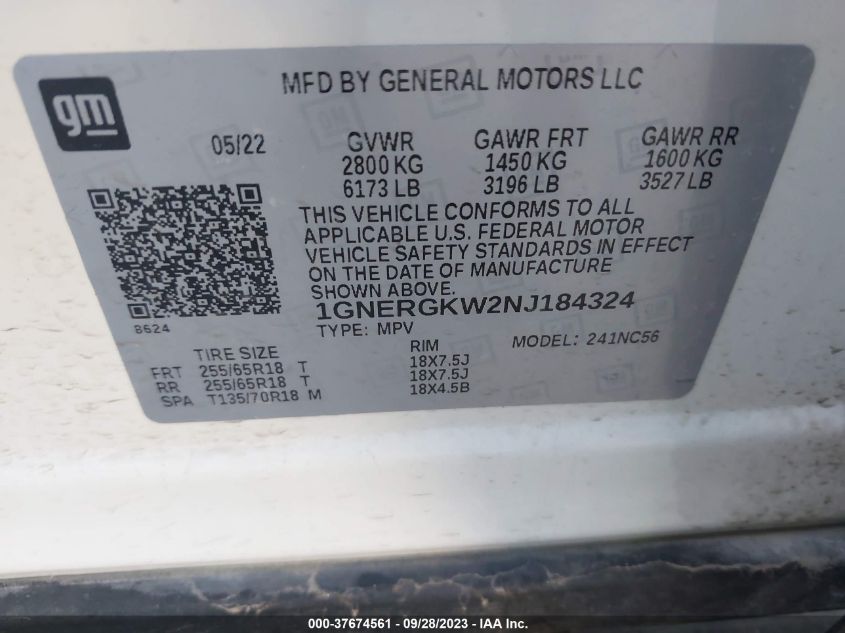 gm
MFD BY GENERAL MOTORS LLC
05/22 GVWR GAWR FRT GAWR RR
2800 KG 1450 KG 1600 KG
6173 LB 3196 LB 3527 LB
THIS VEHICLE CONFORMS TO ALL
APPLICABLE U.S. FEDERAL MOTOR
VEHICLE SAFETY STANDARDS IN EFFECT
ON THE DATE OF MANUFACTURE
SHOWN ABOVE.
1GNERGKW2NJ184324
8624
TYPE: MPV MODEL: 241NC56
TIRE SIZE RIM
FRT 255/65R18 T 18X7.5J
RR 255/65R18 T 18X7.5J
SPA T135/70R18 M 18X4.5B
000-37674561 / 09/28/2023 - IAA Inc.